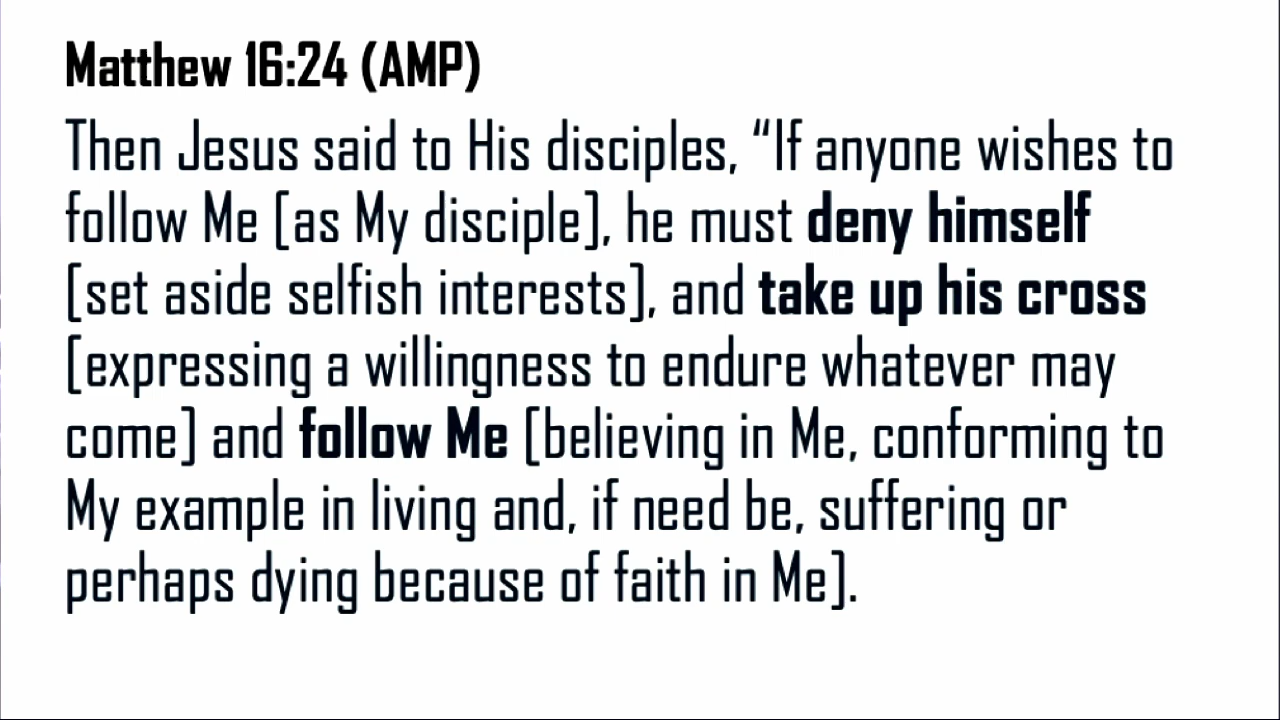 Matthew 16:24 (AMP)
Then Jesus said to His disciples, “If anyone wishes to
follow Me [as My disciple], he must deny himself
[set aside selfish interests], and take up his cross
[expressing a willingness to endure whatever may
come] and follow Me [believing in Me, conforming to
My example in living and, if need be, suffering or
perhaps dying because of faith in Me].